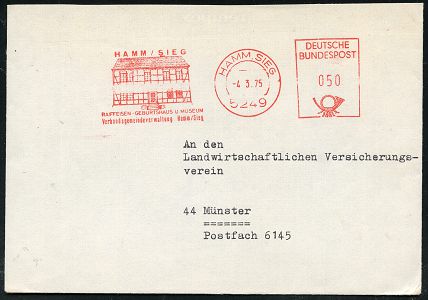 HAMM / SIEG
RAIFFEISEN-GEBURTSHAUS U. MUSEUM
Verbandsgemeindeverwaltung Hamm/Sieg
HAMM, SIEG
-4.3.75
5249
DEUTSCHE
BUNDESPOST
050
An den
Landwirtschaftlichen Versicherungs-
verein
44 Münster
=======
Postfach 6145